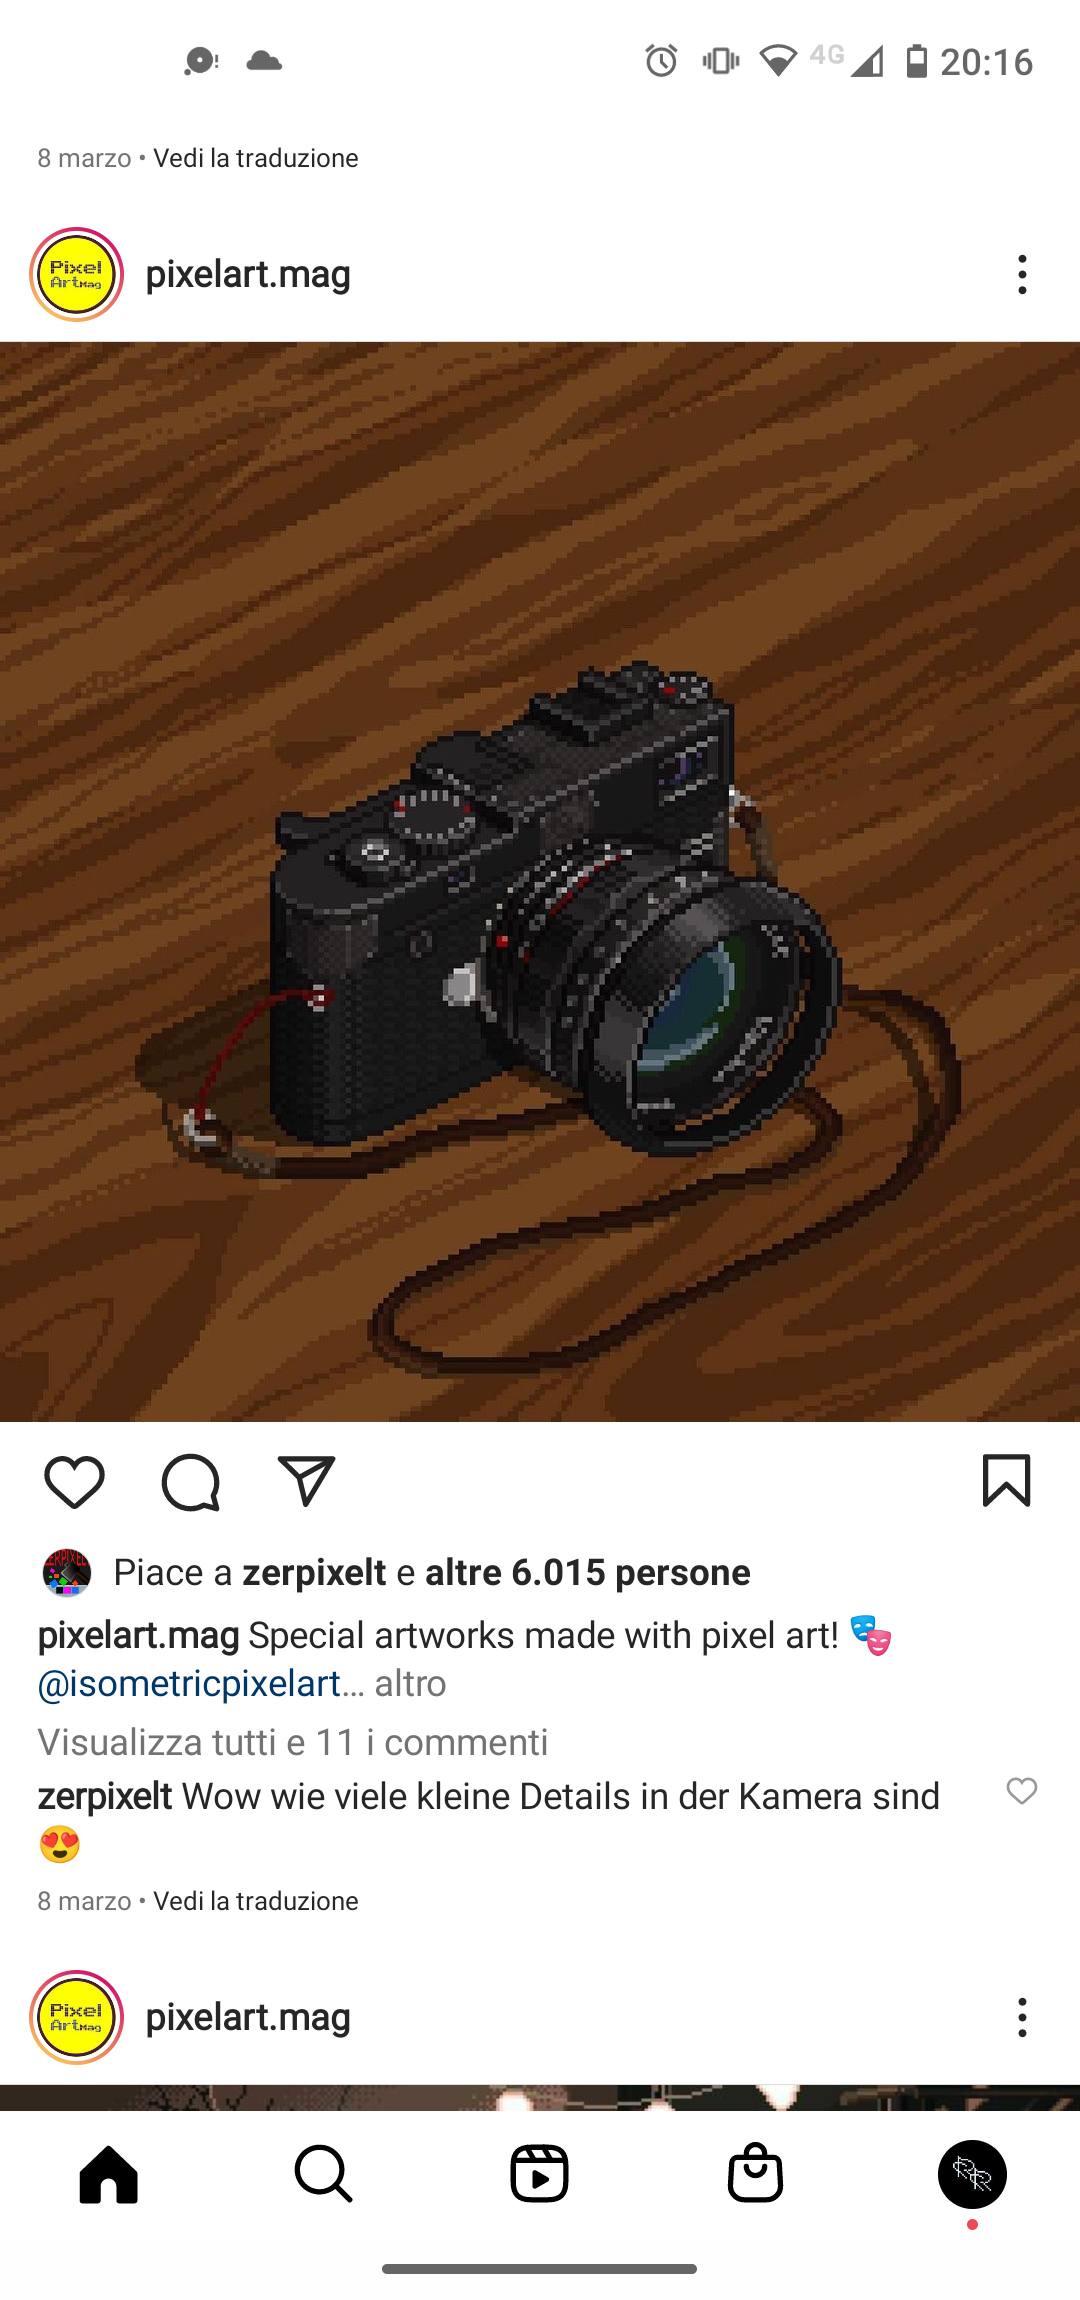 4G 20:16
8 marzo • Vedi la traduzione
Pixel
ArtMag
pixelart.mag
Piace a zerpixelt e altre 6.015 persone
pixelart.mag Special artworks made with pixel art! 🎭
@isometricpixelart... altro
Visualizza tutti e 11 i commenti
zerpixelt Wow wie viele kleine Details in der Kamera sind
😍
8 marzo • Vedi la traduzione
Pixel
ArtMag
pixelart.mag